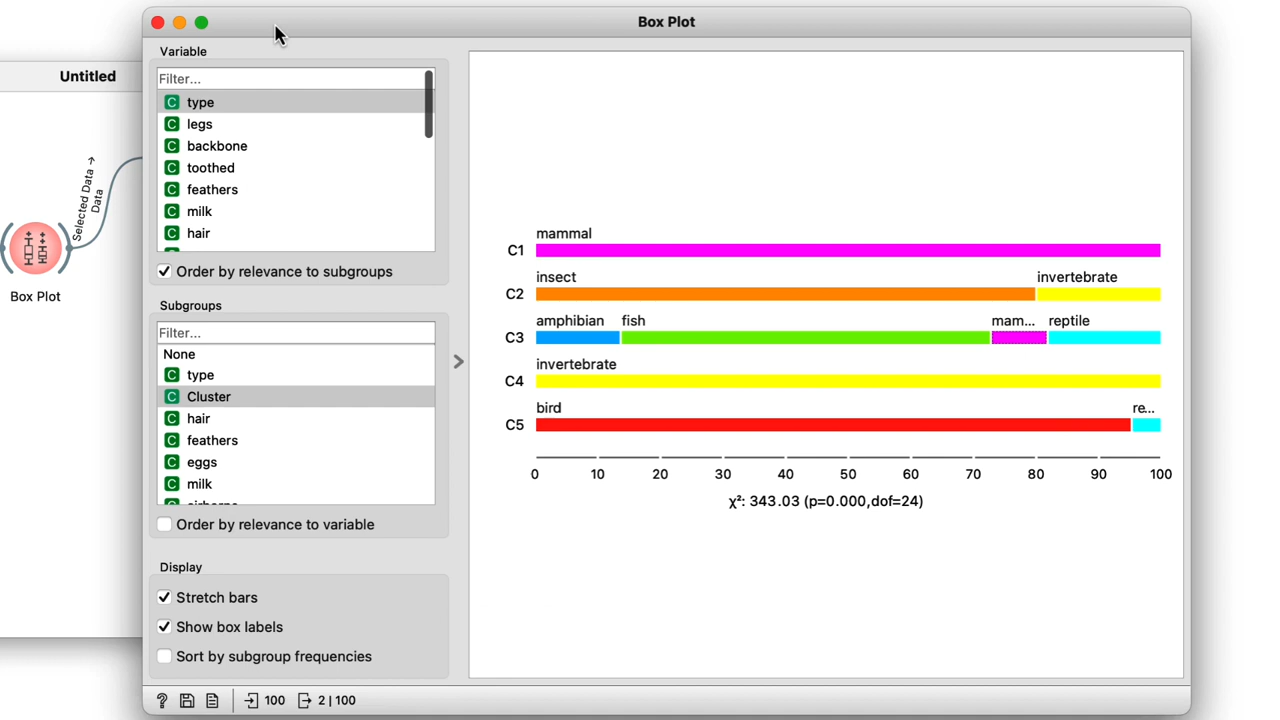 Box Plot
Untitled
Selected Data →
Data
Box Plot
Variable
Filter...
C type
C legs
C backbone
C toothed
C feathers
C milk
C hair
Order by relevance to subgroups
Subgroups
Filter...
None
C type
C Cluster
C hair
C feathers
C eggs
C milk
Order by relevance to variable
Display
Stretch bars
Show box labels
Sort by subgroup frequencies
? 100 2 | 100
mammal
C1
insect invertebrate
C2
amphibian fish mam... reptile
C3
invertebrate
C4
bird re...
C5
0 10 20 30 40 50 60 70 80 90 100
χ²: 343.03 (p=0.000,dof=24)